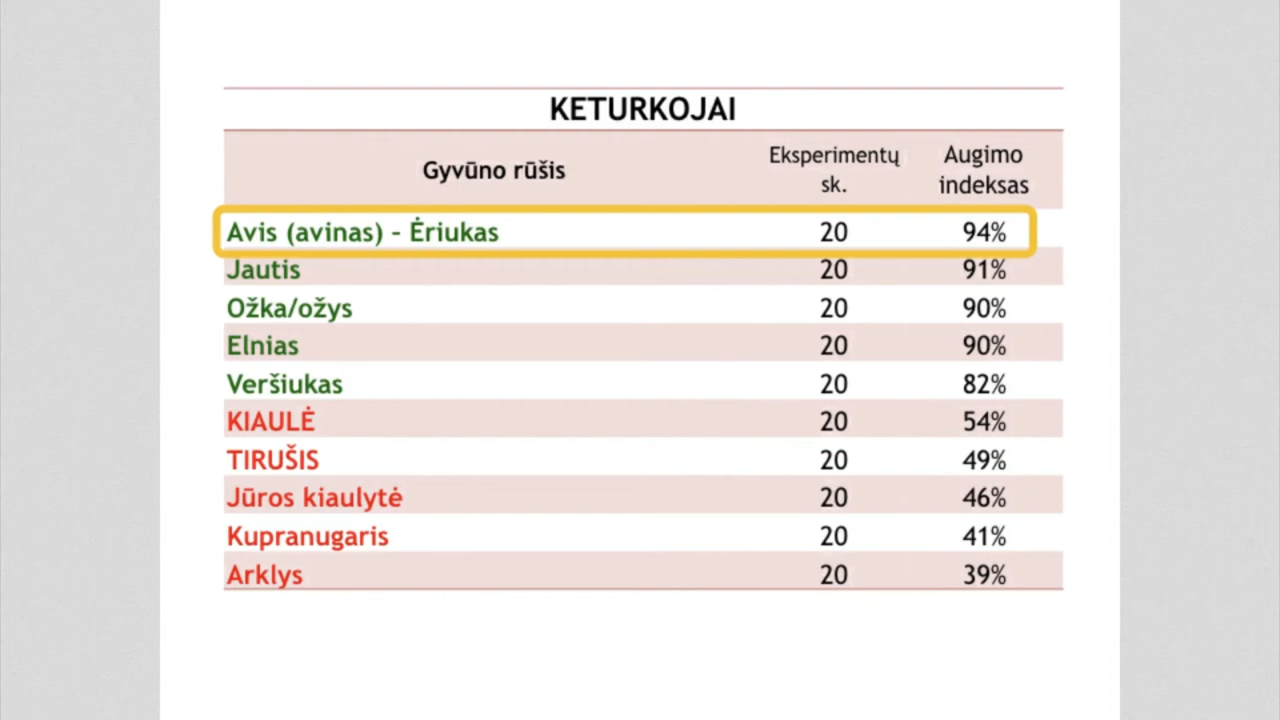 KETURKOJAI
Gyvūno rūšis Eksperimentų sk. Augimo indeksas
Avis (avinas) – Ėriukas 20 94%
Jautis 20 91%
Ožka/ožys 20 90%
Elnias 20 90%
Veršiukas 20 82%
KIAULĖ 20 54%
TIRUŠIS 20 49%
Jūros kiaulytė 20 46%
Kupranugaris 20 41%
Arklys 20 39%